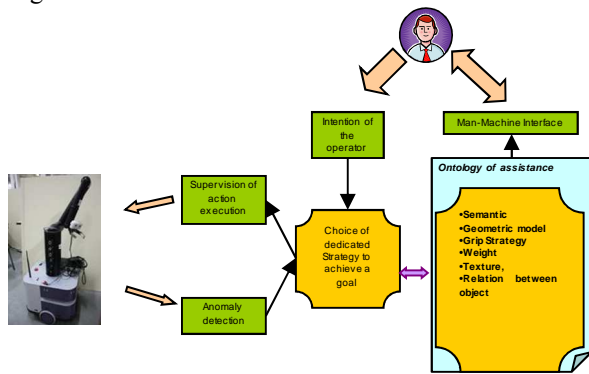 Intention of
the
operator
Man-Machine Interface
Ontology of assistance
Supervision of
action
execution
Choice of
dedicated
Strategy to
achieve a
goal
•Semantic
•Geometric model
•Grip Strategy
•Weight
•Texture,
•Relation between
object
Anomaly
detection